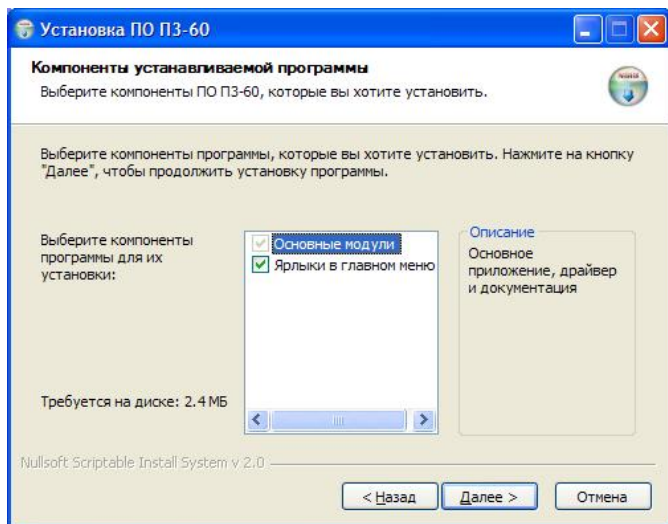 Установка ПО ПЗ-60
Компоненты устанавливаемой программы
Выберите компоненты ПО ПЗ-60, которые вы хотите установить.
Выберите компоненты программы, которые вы хотите установить. Нажмите на кнопку
"Далее", чтобы продолжить установку программы.
Выберите компоненты
программы для их
установки:
Основные модули
Ярлыки в главном меню
Описание
Основное
приложение, драйвер
и документация
Требуется на диске: 2.4 МБ
Nullsoft Scriptable Install System v 2.0
< Назад
Далее >
Отмена